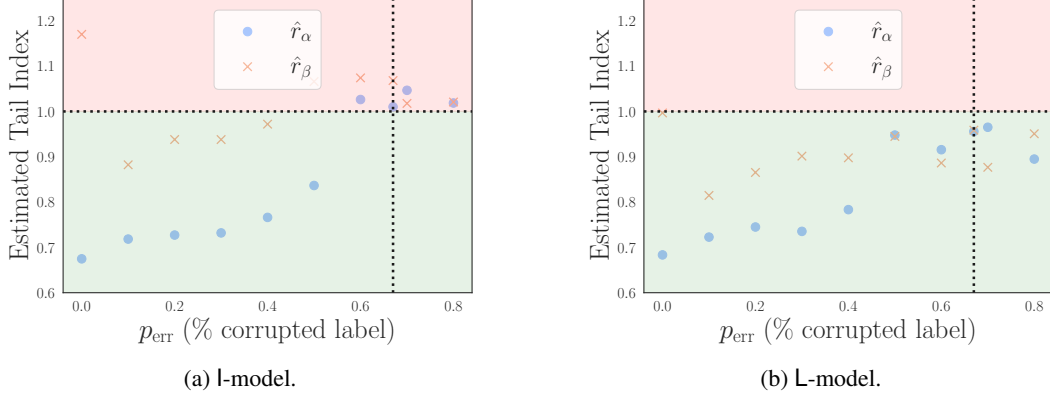 1.2
1.1
1.0
0.9
0.8
0.7
0.6
Estimated Tail Index
r̂α
r̂β
0.0 0.2 0.4 0.6 0.8
perr (% corrupted label)
(a) I-model.
1.2
1.1
1.0
0.9
0.8
0.7
0.6
Estimated Tail Index
r̂α
r̂β
0.0 0.2 0.4 0.6 0.8
perr (% corrupted label)
(b) L-model.